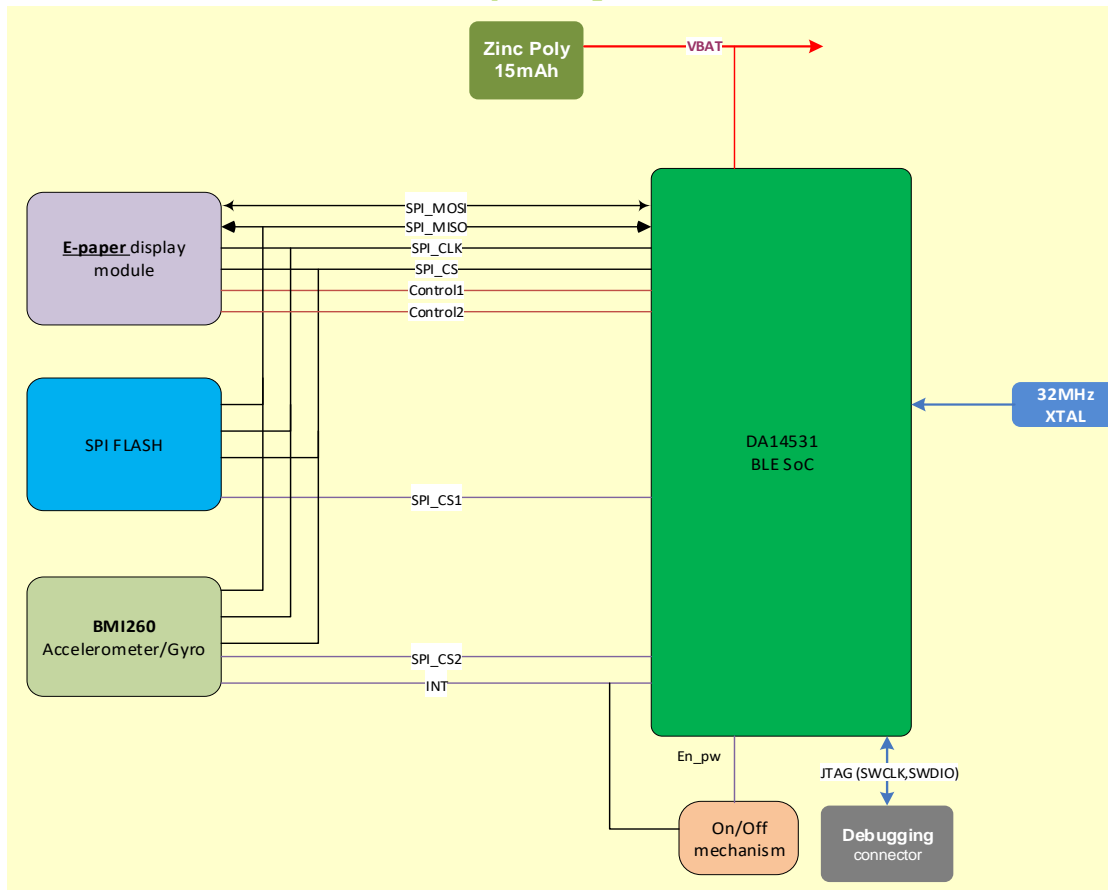 Zinc Poly
15mAh
VBAT
SPI_MOSI
SPI_MISO
SPI_CLK
SPI_CS
Control1
Control2
E-paper display
module
32MHz
XTAL
SPI FLASH
DA14531
BLE SoC
SPI_CS1
BMI260
Accelerometer/Gyro
SPI_CS2
INT
En_pw
JTAG (SWCLK,SWDIO)
On/Off
mechanism
Debugging
connector